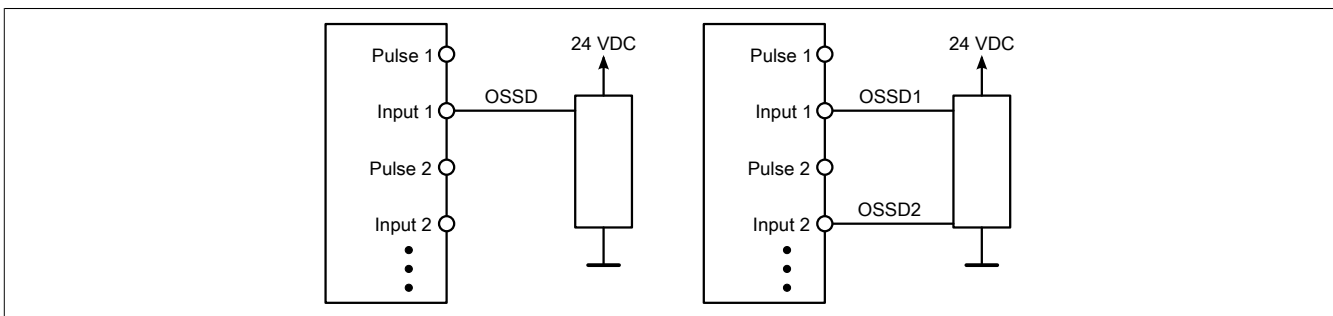 24 VDC
Pulse 1
OSSD
Input 1
Pulse 2
Input 2
24 VDC
Pulse 1
OSSD1
Input 1
Pulse 2
OSSD2
Input 2